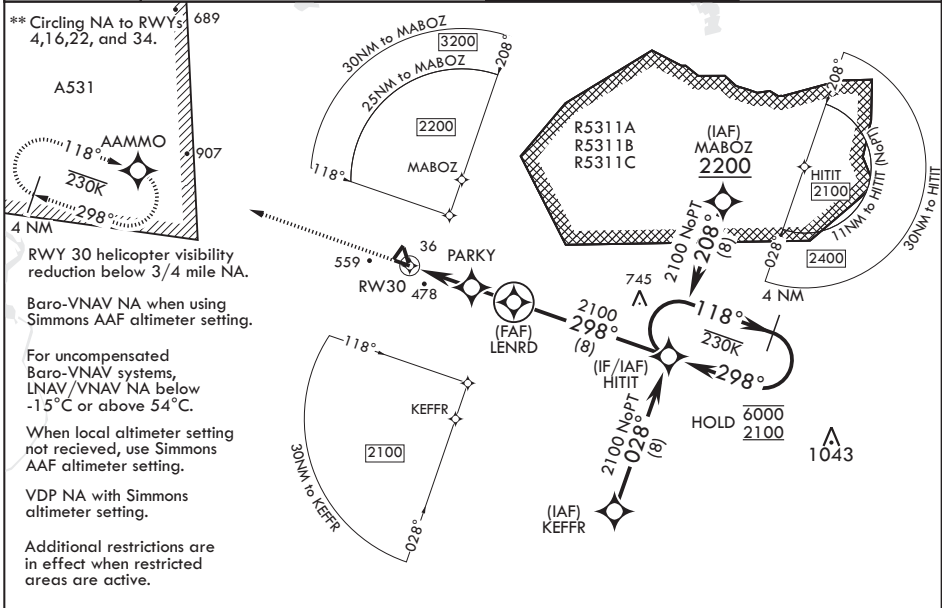 ** Circling NA to RWYs
4,16,22, and 34.
689
A531
AAMMO
118°
230K
298°
4 NM
907
RWY 30 helicopter visibility
reduction below 3/4 mile NA.
Baro-VNAV NA when using
Simmons AAF altimeter setting.
For uncompensated
Baro-VNAV systems,
LNAV/VNAV NA below
-15°C or above 54°C.
When local altimeter setting
not recieved, use Simmons
AAF altimeter setting.
VDP NA with Simmons
altimeter setting.
Additional restrictions are
in effect when restricted
areas are active.
30NM to MABOZ
3200
208°
25NM to MABOZ
2200
MABOZ
118°
R5311A
R5311B
R5311C
(IAF)
MABOZ
2200
208°
HITIT
2100
11NM to HITIT (NoPT)
30NM to HITIT
028°
2400
2100 NoPT
208°
(8)
36
559
RW30
478
PARKY
(FAF)
LENRD
2100
298°
(8)
745
4 NM
118°
230K
298°
(IF/IAF)
HITIT
HOLD
6000
2100
1043
118°
KEFFR
2100
30NM to KEFFR
028°
2100 NoPT
028°
(8)
(IAF)
KEFFR